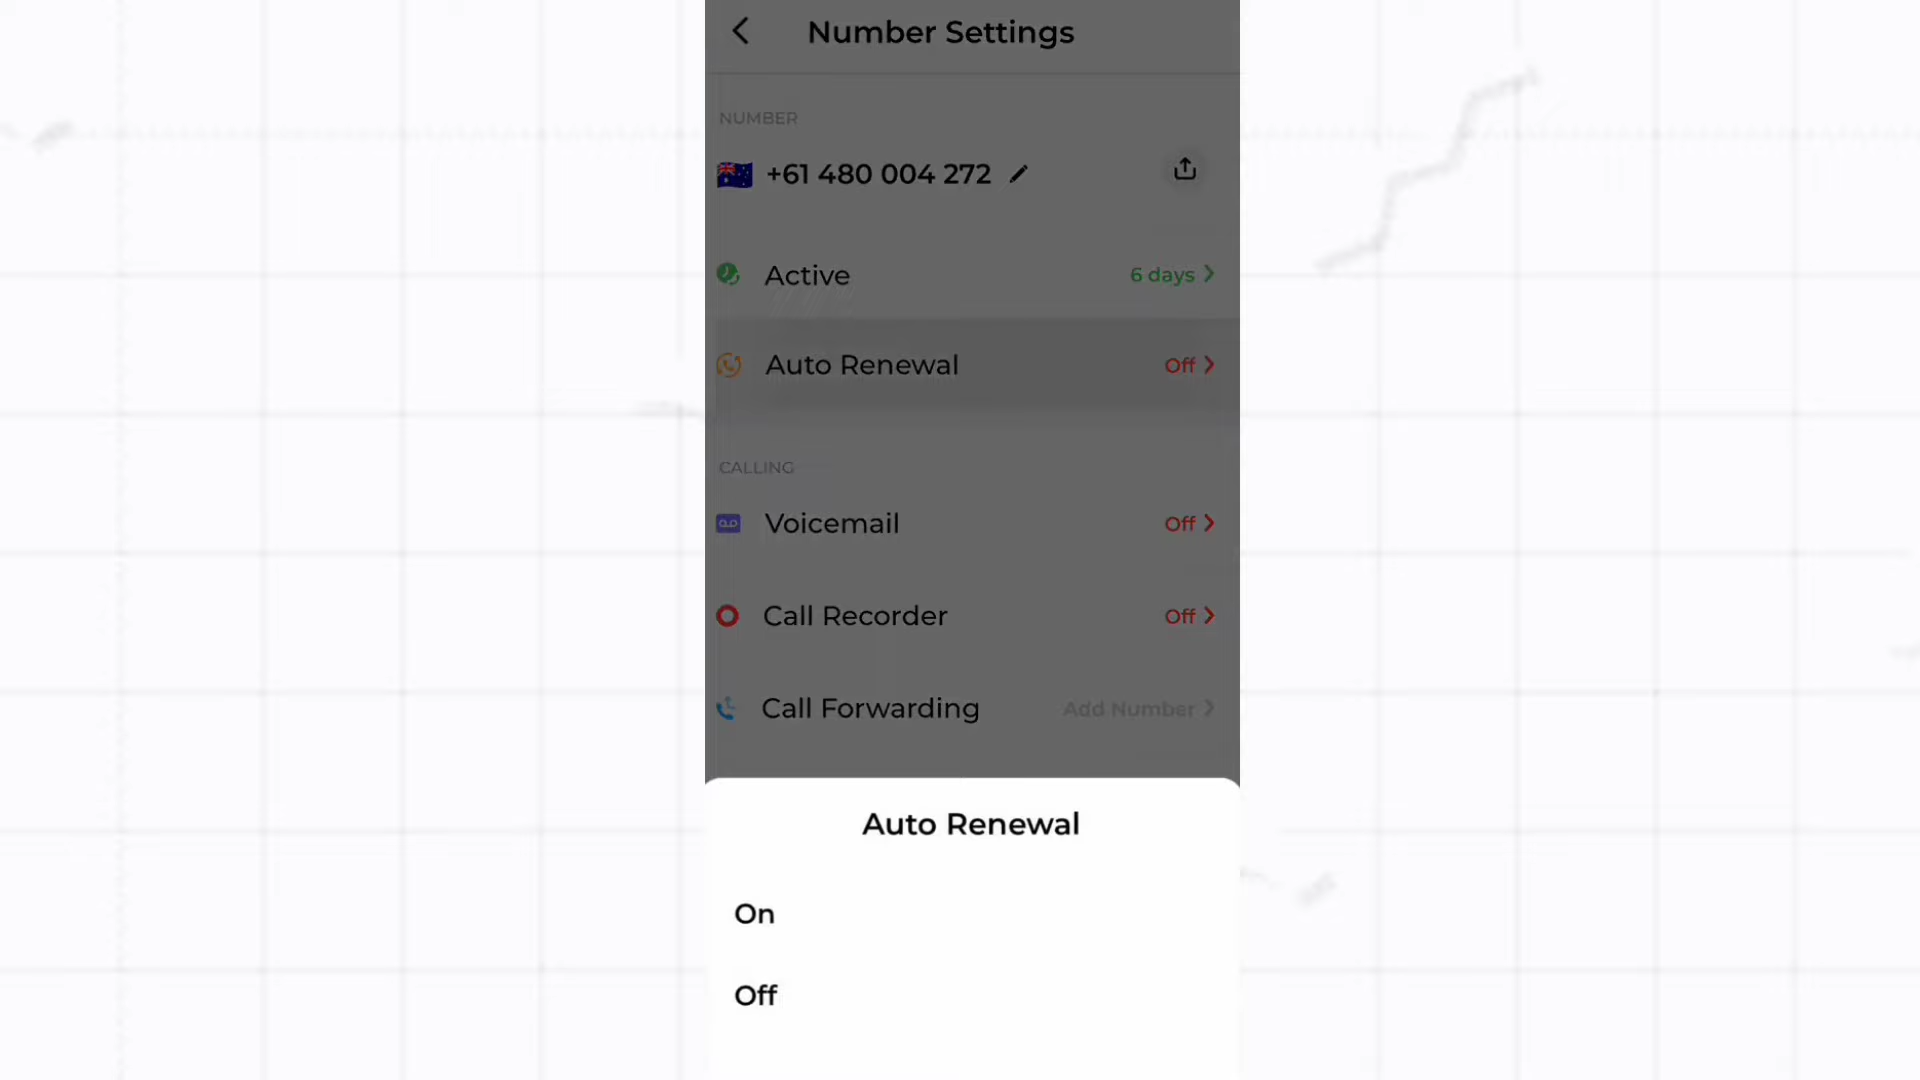 Number Settings
NUMBER
+61 480 004 272
Active 6 days
Auto Renewal Off
CALLING
Voicemail Off
Call Recorder Off
Call Forwarding Add Number
Auto Renewal
On
Off